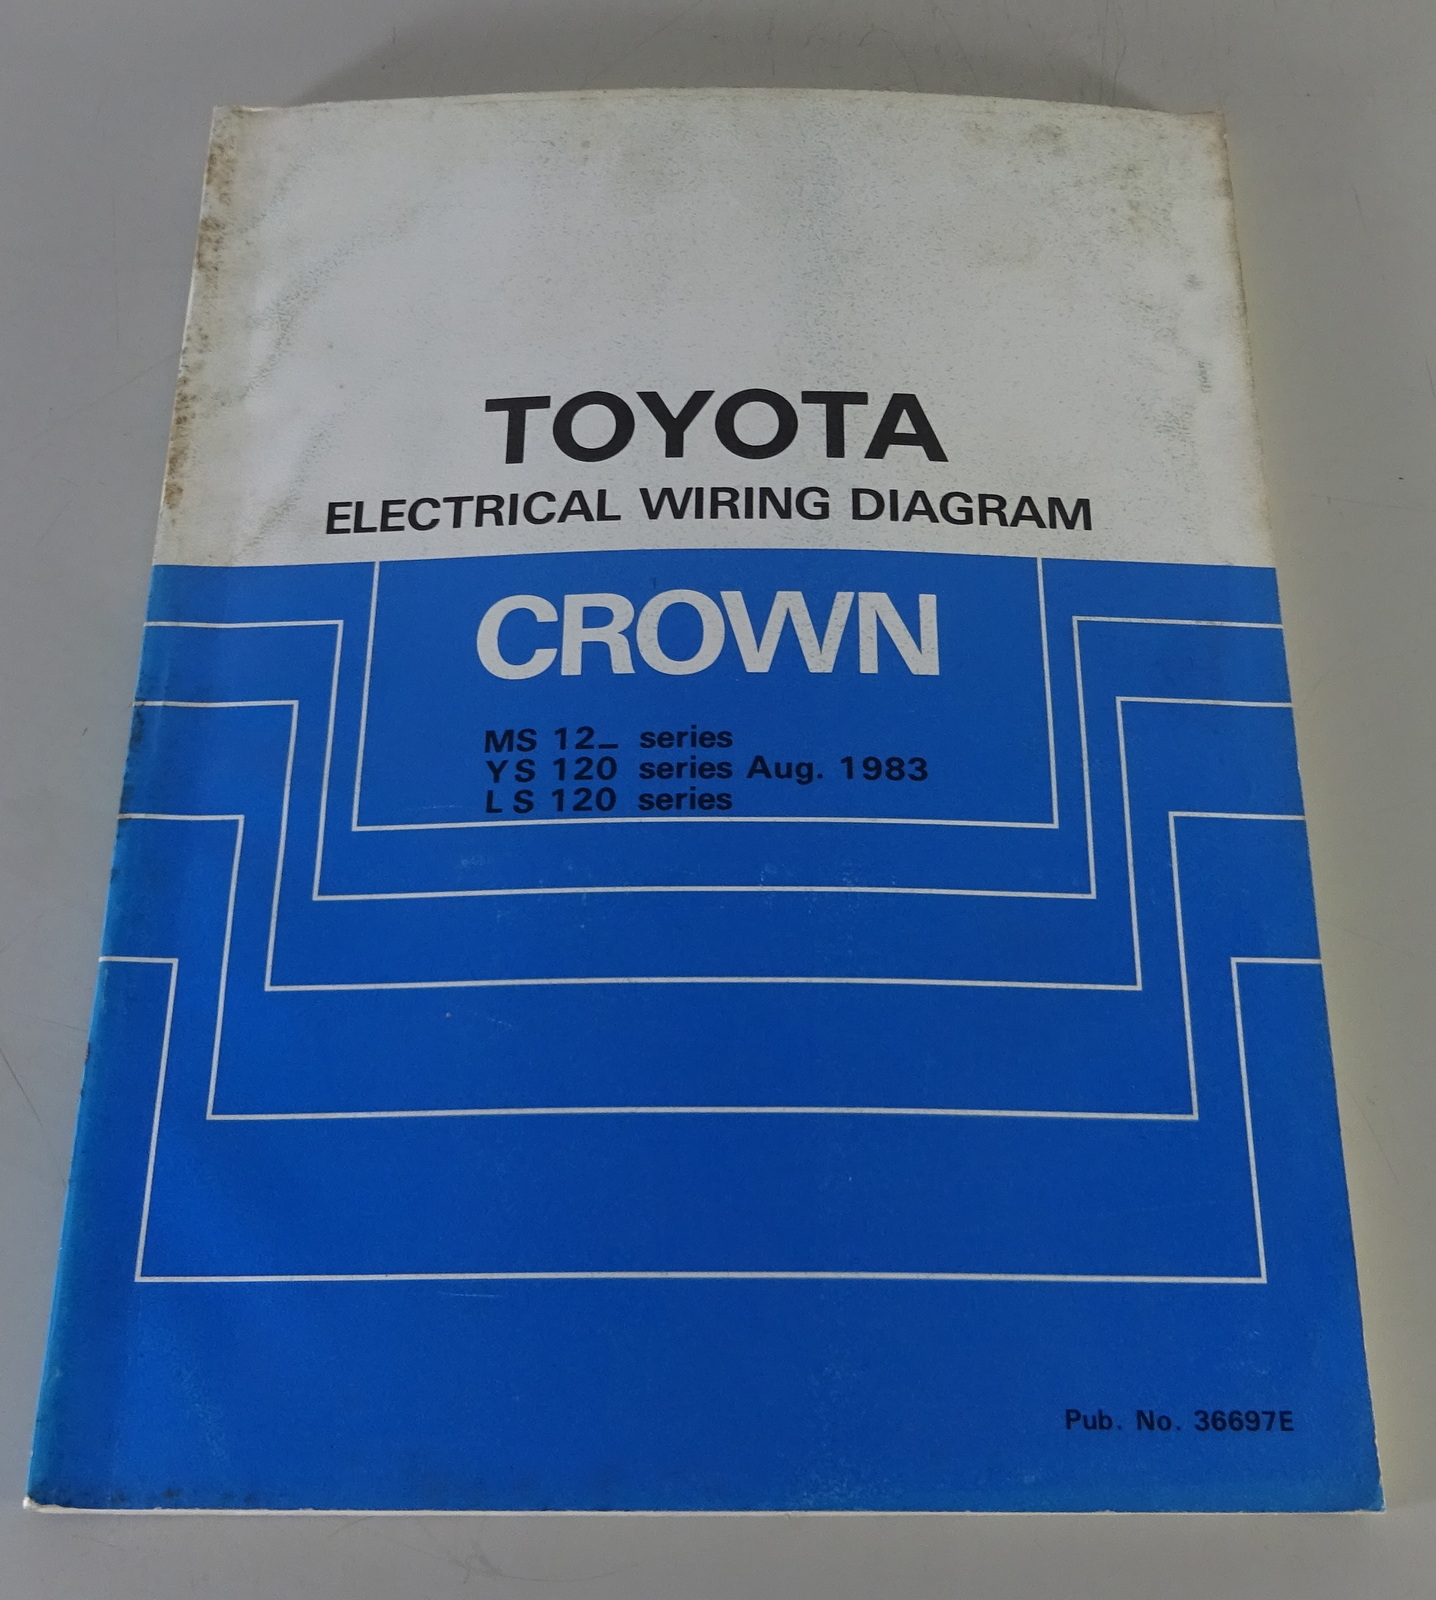 TOYOTA
ELECTRICAL WIRING DIAGRAM
CROWN
MS 12_ series
YS 120 series Aug. 1983
LS 120 series
Pub. No. 36697E